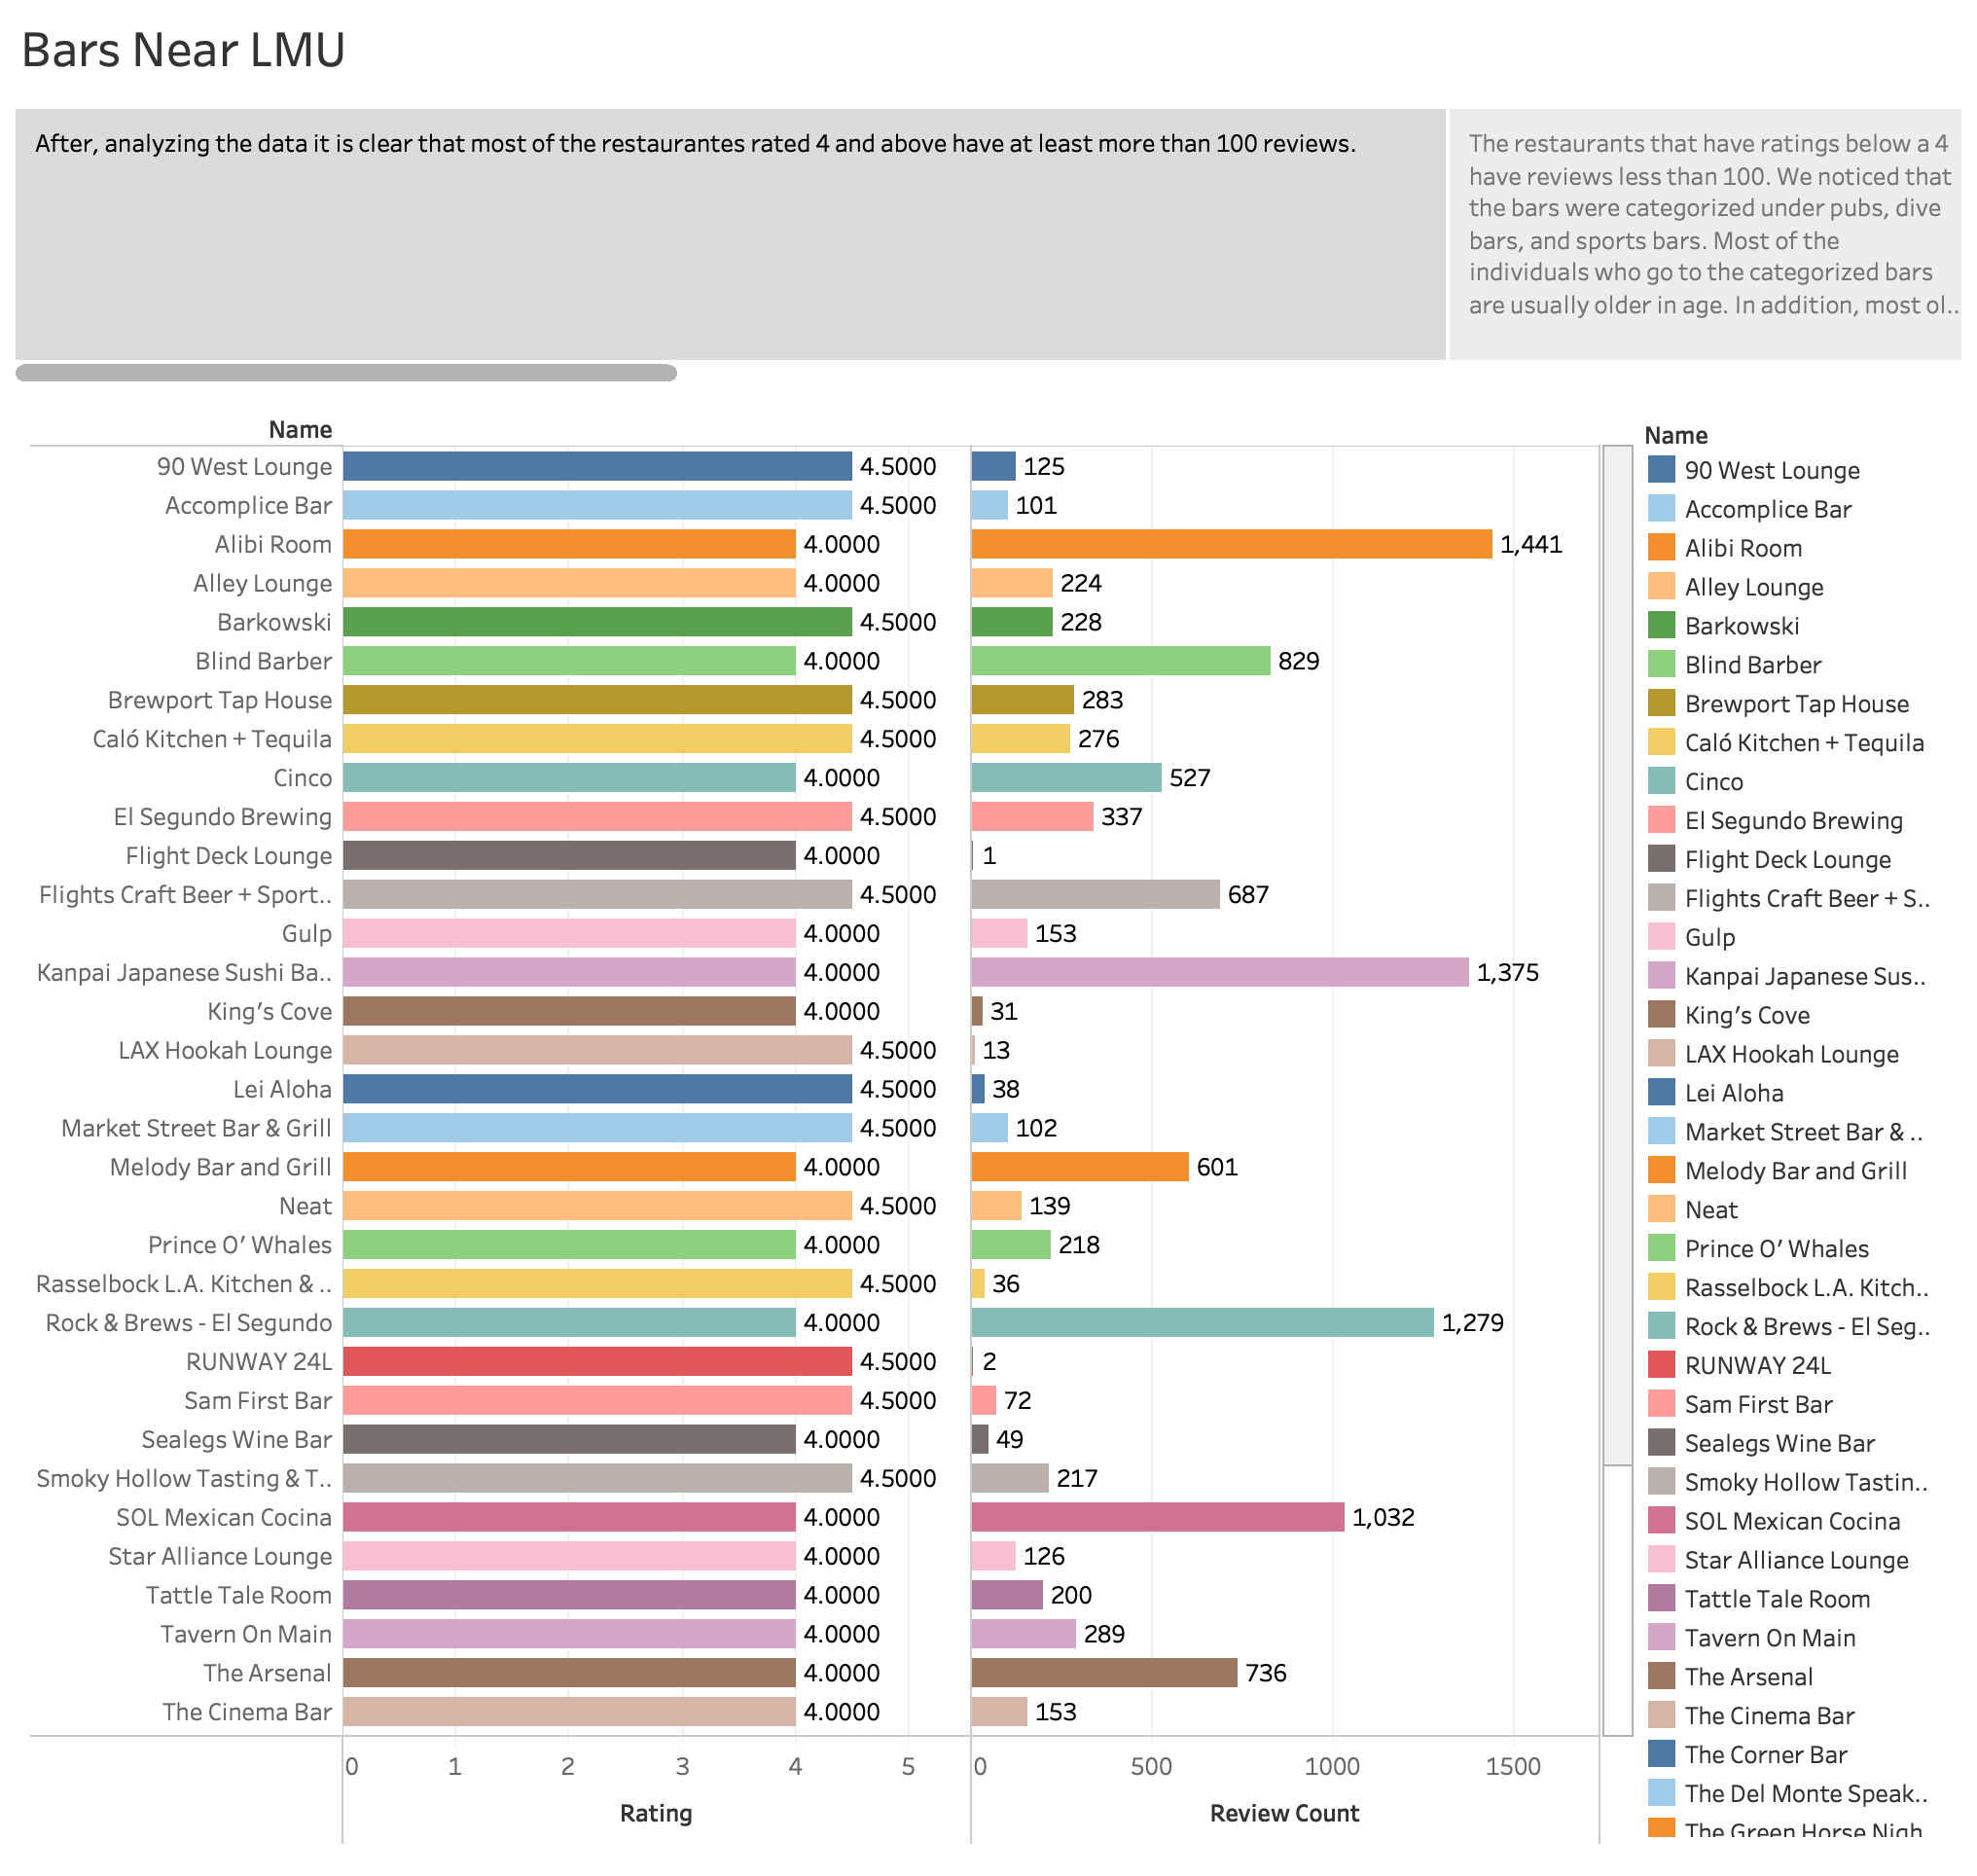 Bars Near LMU
After, analyzing the data it is clear that most of the restaurantes rated 4 and above have at least more than 100 reviews.
The restaurants that have ratings below a 4
have reviews less than 100. We noticed that
the bars were categorized under pubs, dive
bars, and sports bars. Most of the
individuals who go to the categorized bars
are usually older in age. In addition, most ol..
Name
90 West Lounge 4.5000 125
Accomplice Bar 4.5000 101
Alibi Room 4.0000 1,441
Alley Lounge 4.0000 224
Barkowski 4.5000 228
Blind Barber 4.0000 829
Brewport Tap House 4.5000 283
Caló Kitchen + Tequila 4.5000 276
Cinco 4.0000 527
El Segundo Brewing 4.5000 337
Flight Deck Lounge 4.0000 1
Flights Craft Beer + Sport.. 4.5000 687
Gulp 4.0000 153
Kanpai Japanese Sushi Ba.. 4.0000 1,375
King's Cove 4.0000 31
LAX Hookah Lounge 4.5000 13
Lei Aloha 4.5000 38
Market Street Bar & Grill 4.5000 102
Melody Bar and Grill 4.0000 601
Neat 4.5000 139
Prince O' Whales 4.0000 218
Rasselbock L.A. Kitchen & .. 4.5000 36
Rock & Brews - El Segundo 4.0000 1,279
RUNWAY 24L 4.5000 2
Sam First Bar 4.5000 72
Sealegs Wine Bar 4.0000 49
Smoky Hollow Tasting & T.. 4.5000 217
SOL Mexican Cocina 4.0000 1,032
Star Alliance Lounge 4.0000 126
Tattle Tale Room 4.0000 200
Tavern On Main 4.0000 289
The Arsenal 4.0000 736
The Cinema Bar 4.0000 153
0 1 2 3 4 5 0 500 1000 1500
Rating Review Count
Name
90 West Lounge
Accomplice Bar
Alibi Room
Alley Lounge
Barkowski
Blind Barber
Brewport Tap House
Caló Kitchen + Tequila
Cinco
El Segundo Brewing
Flight Deck Lounge
Flights Craft Beer + S..
Gulp
Kanpai Japanese Sus..
King's Cove
LAX Hookah Lounge
Lei Aloha
Market Street Bar & ..
Melody Bar and Grill
Neat
Prince O' Whales
Rasselbock L.A. Kitch..
Rock & Brews - El Seg..
RUNWAY 24L
Sam First Bar
Sealegs Wine Bar
Smoky Hollow Tastin..
SOL Mexican Cocina
Star Alliance Lounge
Tattle Tale Room
Tavern On Main
The Arsenal
The Cinema Bar
The Corner Bar
The Del Monte Speak..
The Green Horse Nigh